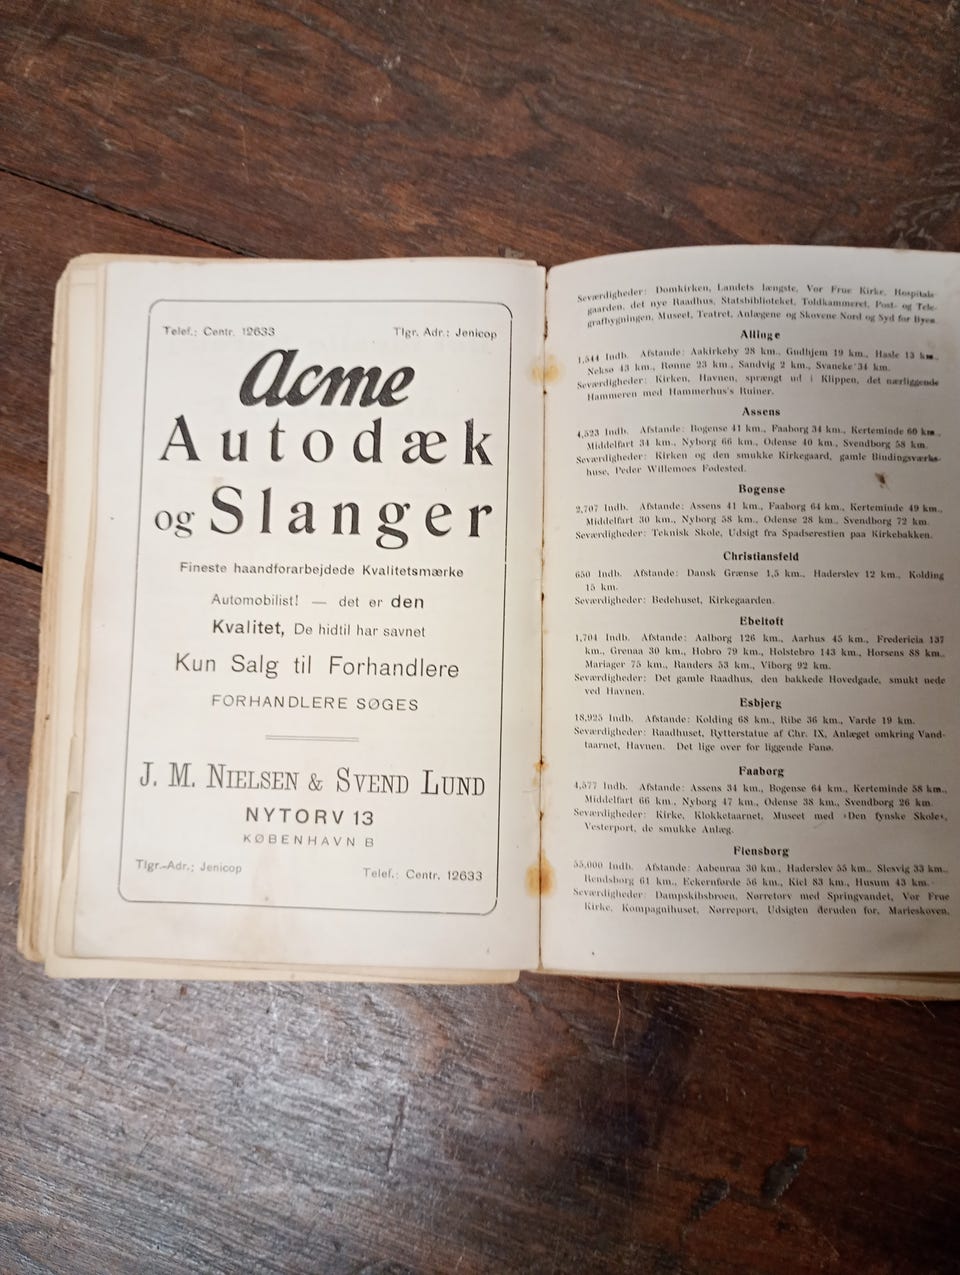 Telef.: Centr. 12633
Tlgr. Adr.: Jenicop
Acme
Autodæk
og Slanger
Fineste haandforarbejdede Kvalitetsmærke
Automobilist! — det er den
Kvalitet, De hidtil har savnet
Kun Salg til Forhandlere
FORHANDLERE SØGES
J. M. NIELSEN & SVEND LUND
NYTORV 13
KØBENHAVN B
Tlgr.-Adr.: Jenicop
Telef.: Centr. 12633
Seværdigheder: Domkirken, Landets længste, Vor Frue Kirke, Hospitals-
gaarden, det nye Raadhus, Statsbiblioteket, Toldkammeret, Post- og Tele-
grafbygningen, Museet, Teatret, Anlægene og Skovene Nord og Syd for Byen.
Allinge
1,544 Indb. Afstande: Aakirkeby 28 km., Gudhjem 19 km., Hasle 13 km.,
Neksø 43 km., Rønne 23 km., Sandvig 2 km., Svaneke 34 km.
Seværdigheder: Kirken, Havnen, sprængt ud i Klippen, det nærliggende
Hammeren med Hammerhus's Ruiner.
Assens
4,523 Indb. Afstande: Bogense 41 km., Faaborg 34 km., Kerteminde 60 km.,
Middelfart 34 km., Nyborg 66 km., Odense 40 km., Svendborg 58 km.
Seværdigheder: Kirken og den smukke Kirkegaard, gamle Bindingsværks-
huse, Peder Willemoes Fødested.
Bogense
2,707 Indb. Afstande: Assens 41 km., Faaborg 64 km., Kerteminde 49 km.,
Middelfart 30 km., Nyborg 58 km., Odense 28 km., Svendborg 72 km.
Seværdigheder: Teknisk Skole, Udsigt fra Spadserestien paa Kirkebakken.
Christiansfeld
650 Indb. Afstande: Dansk Grænse 1,5 km., Haderslev 12 km., Kolding
15 km.
Seværdigheder: Bedehuset, Kirkegaarden.
Ebeltoft
1,704 Indb. Afstande: Aalborg 126 km., Aarhus 45 km., Fredericia 137
km., Grenaa 30 km., Hobro 79 km., Holstebro 143 km., Horsens 88 km.,
Mariager 75 km., Randers 53 km., Viborg 92 km.
Seværdigheder: Det gamle Raadhus, den bakkede Hovedgade, smukt nede
ved Havnen.
Esbjerg
18,925 Indb. Afstande: Kolding 68 km., Ribe 36 km., Varde 19 km.
Seværdigheder: Raadhuset, Rytterstatue af Chr. IX, Anlæget omkring Vand-
taarnet, Havnen. Det lige over for liggende Fanø.
Faaborg
4,577 Indb. Afstande: Assens 34 km., Bogense 64 km., Kerteminde 58 km.,
Middelfart 66 km., Nyborg 47 km., Odense 38 km., Svendborg 26 km.
Seværdigheder: Kirke, Klokketaarnet, Museet med ›Den fynske Skole‹,
Vesterport, de smukke Anlæg.
Flensborg
55,000 Indb. Afstande: Aabenraa 30 km., Haderslev 55 km., Slesvig 33 km.,
Rendsborg 61 km., Eckernførde 56 km., Kiel 83 km., Husum 43 km.
Seværdigheder: Dampskibsbroen, Nørretorv med Springvandet, Vor Frue
Kirke, Kompagnihuset, Nørreport, Udsigten deruden for, Marieskoven,